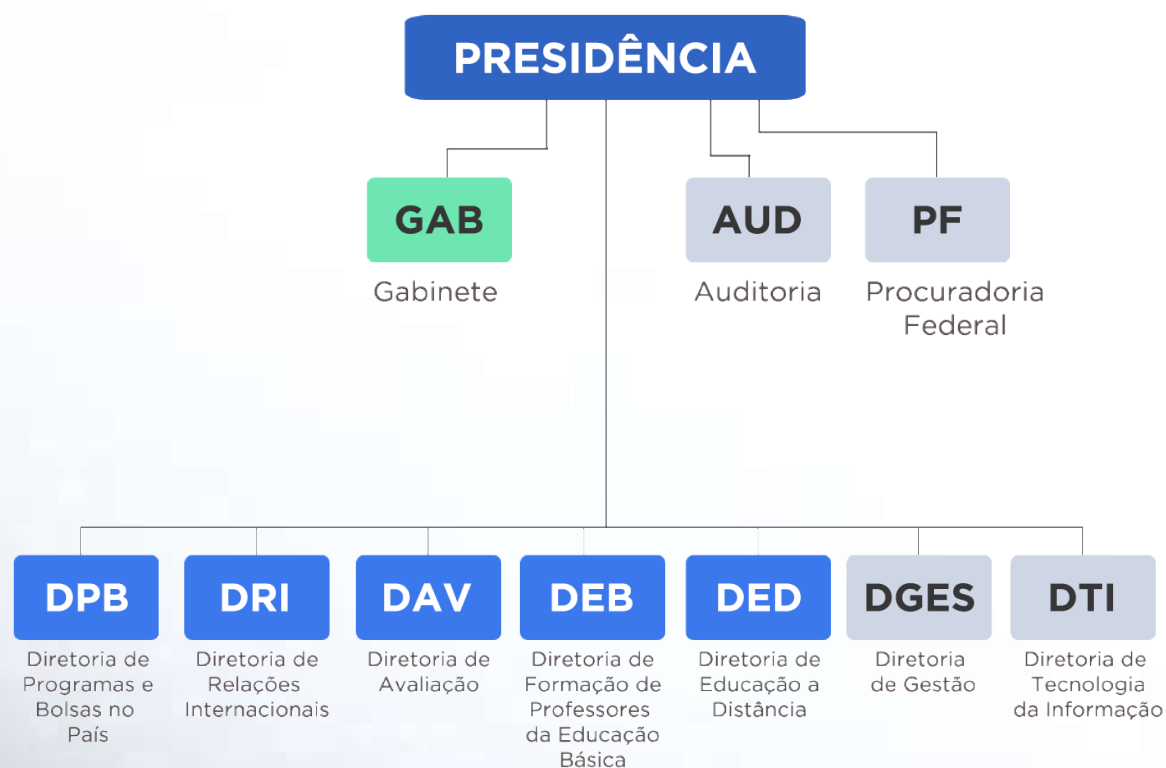 PRESIDÊNCIA
GAB
Gabinete
AUD
Auditoria
PF
Procuradoria
Federal
DPB
Diretoria de
Programas e
Bolsas no
País
DRI
Diretoria de
Relações
Internacionais
DAV
Diretoria de
Avaliação
DEB
Diretoria de
Formação de
Professores
da Educação
Básica
DED
Diretoria de
Educação a
Distância
DGES
Diretoria
de Gestão
DTI
Diretoria de
Tecnologia
da Informação